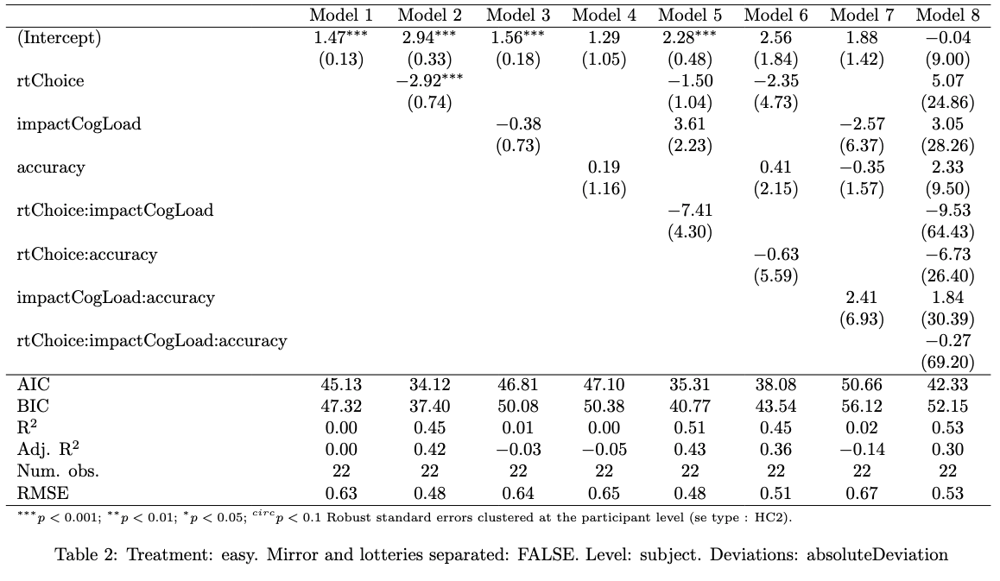 Model 1 Model 2 Model 3 Model 4 Model 5 Model 6 Model 7 Model 8
(Intercept) 1.47*** 2.94*** 1.56*** 1.29 2.28*** 2.56 1.88 −0.04
(0.13) (0.33) (0.18) (1.05) (0.48) (1.84) (1.42) (9.00)
rtChoice −2.92*** −1.50 −2.35 5.07
(0.74) (1.04) (4.73) (24.86)
impactCogLoad −0.38 3.61 −2.57 3.05
(0.73) (2.23) (6.37) (28.26)
accuracy 0.19 0.41 −0.35 2.33
(1.16) (2.15) (1.57) (9.50)
rtChoice:impactCogLoad −7.41 −9.53
(4.30) (64.43)
rtChoice:accuracy −0.63 −6.73
(5.59) (26.40)
impactCogLoad:accuracy 2.41 1.84
(6.93) (30.39)
rtChoice:impactCogLoad:accuracy −0.27
(69.20)
AIC 45.13 34.12 46.81 47.10 35.31 38.08 50.66 42.33
BIC 47.32 37.40 50.08 50.38 40.77 43.54 56.12 52.15
R² 0.00 0.45 0.01 0.00 0.51 0.45 0.02 0.53
Adj. R² 0.00 0.42 −0.03 −0.05 0.43 0.36 −0.14 0.30
Num. obs. 22 22 22 22 22 22 22 22
RMSE 0.63 0.48 0.64 0.65 0.48 0.51 0.67 0.53
***p < 0.001; **p < 0.01; *p < 0.05; circp < 0.1 Robust standard errors clustered at the participant level (se type : HC2).
Table 2: Treatment: easy. Mirror and lotteries separated: FALSE. Level: subject. Deviations: absoluteDeviation